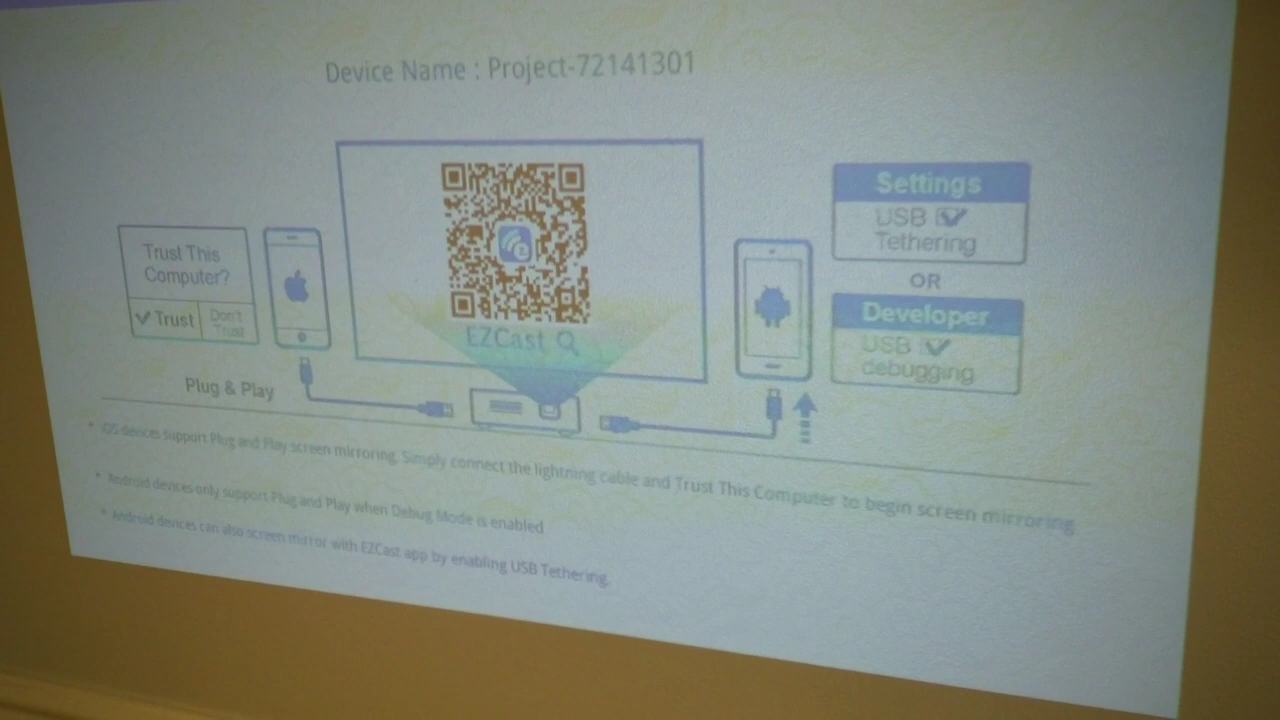 Device Name : Project-72141301
Trust This
Computer?
Trust
Don't
Trust
Plug & Play
EZCast
Settings
USB
Tethering
OR
Developer
USB
debugging
* iOS devices support Plug and Play screen mirroring. Simply connect the lightning cable and Trust This Computer to begin screen mirroring
* Android devices only support Plug and Play when Debug Mode is enabled
* Android devices can also screen mirror with EZCast app by enabling USB Tethering.